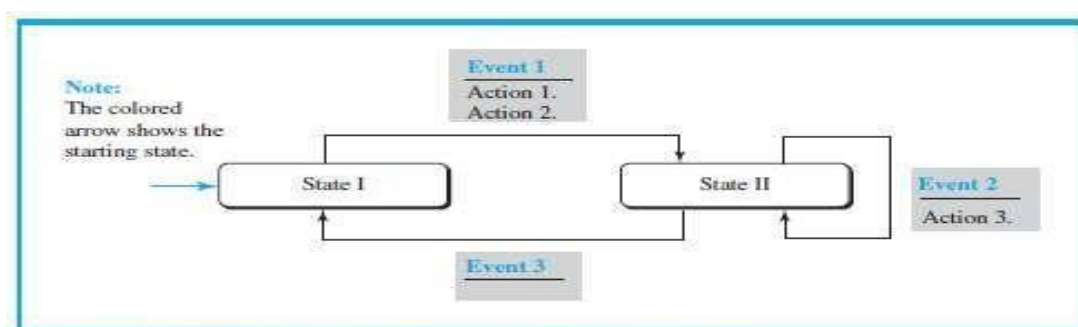 Note:
The colored
arrow shows the
starting state.
Event 1
Action 1.
Action 2.
State I
State II
Event 2
Action 3.
Event 3